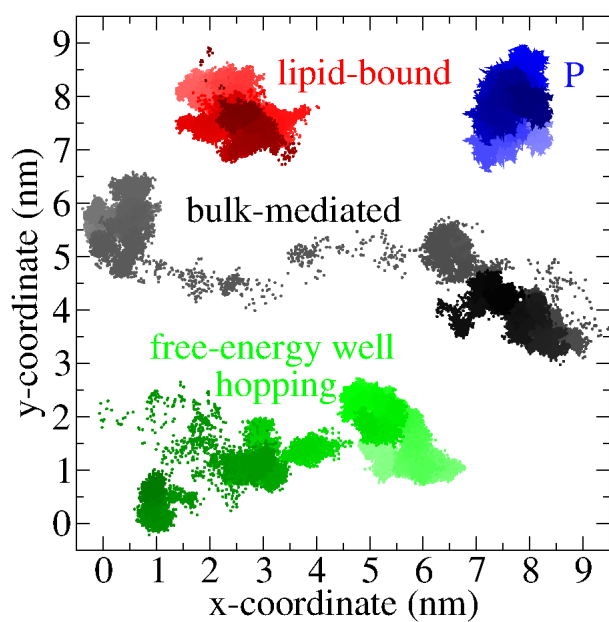 9
lipid-bound
P
8
7
6
bulk-mediated
5
4
free-energy well
3
hopping
2
1
0
y-coordinate (nm)
0 1 2 3 4 5 6 7 8 9
x-coordinate (nm)